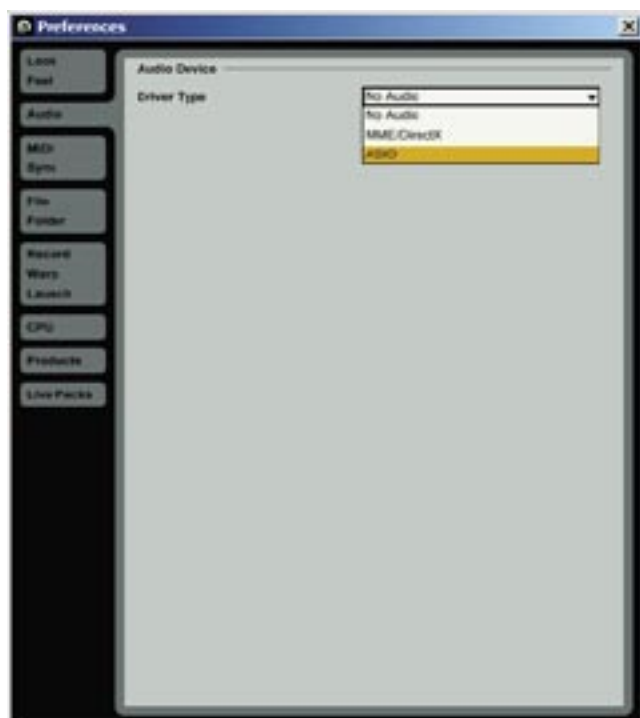 Preferences
Look
Feel
Audio
MIDI
Sync
File
Folder
Record
Warp
Launch
CPU
Products
Live Packs
Audio Device
Driver Type
No Audio
No Audio
MME/DirectX
ASIO